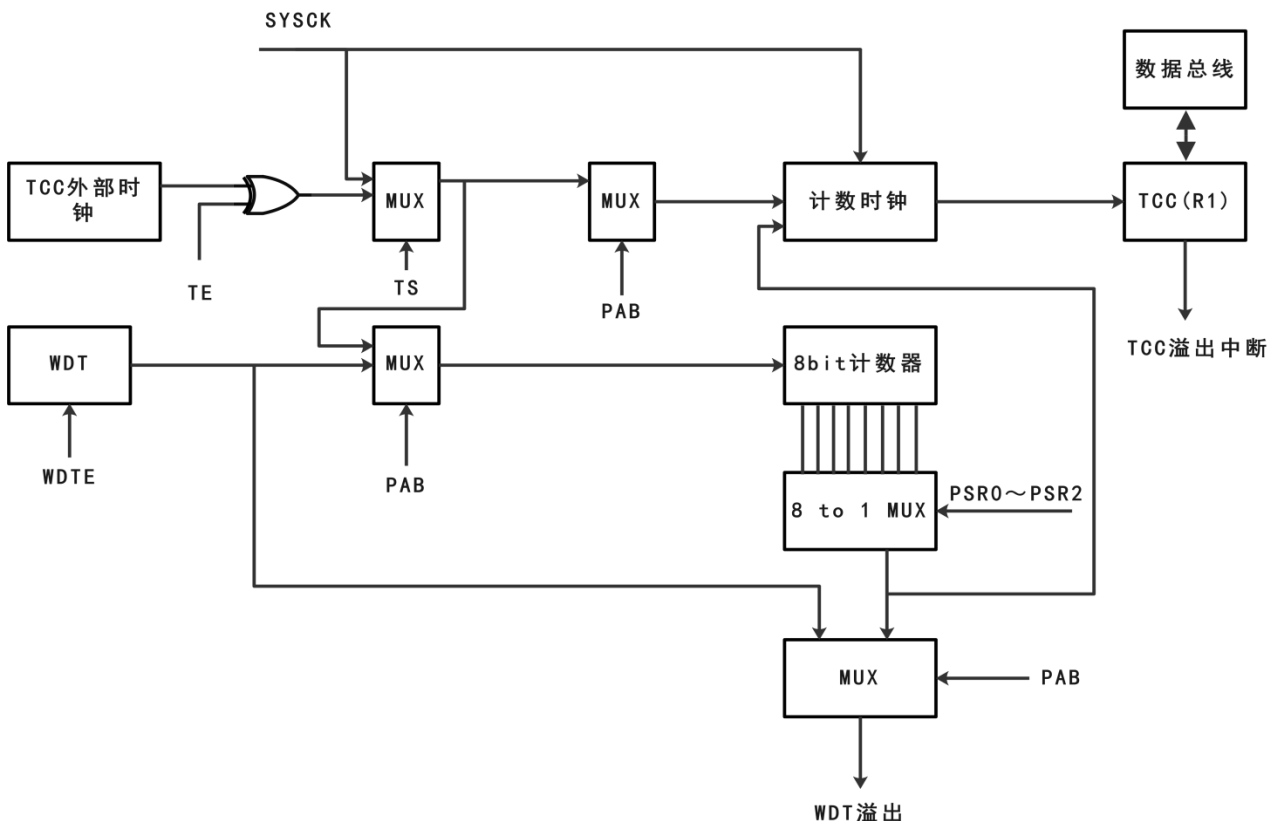 SYSCK
数据总线
TCC外部时
钟
MUX
MUX
计数时钟
TCC(R1)
TE
TS
PAB
TCC溢出中断
WDT
MUX
8bit计数器
WDTE
PAB
8 to 1 MUX
PSR0～PSR2
MUX
PAB
WDT溢出